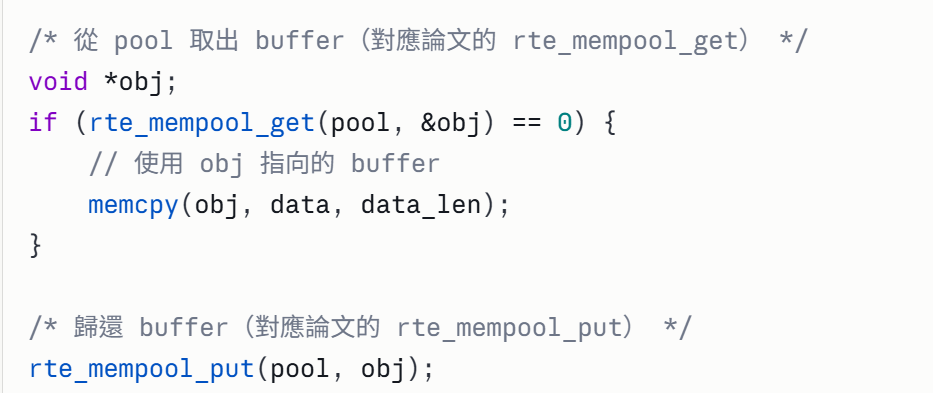 /* 從 pool 取出 buffer（對應論文的 rte_mempool_get） */
void *obj;
if (rte_mempool_get(pool, &obj) == 0) {
    // 使用 obj 指向的 buffer
    memcpy(obj, data, data_len);
}
/* 歸還 buffer（對應論文的 rte_mempool_put） */
rte_mempool_put(pool, obj);